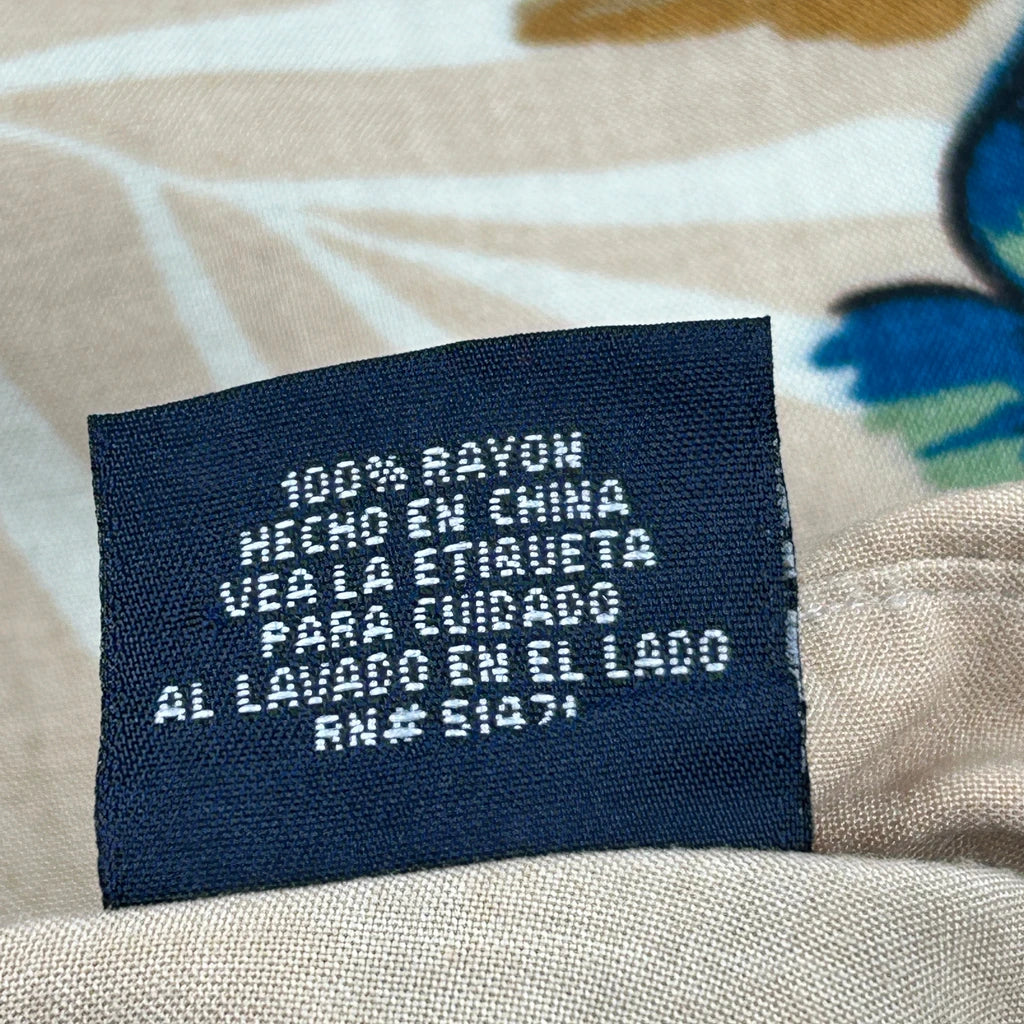 100% RAYON
HECHO EN CHINA
VEA LA ETIQUETA
PARA CUIDADO
AL LAVADO EN EL LADO
RN# 51471